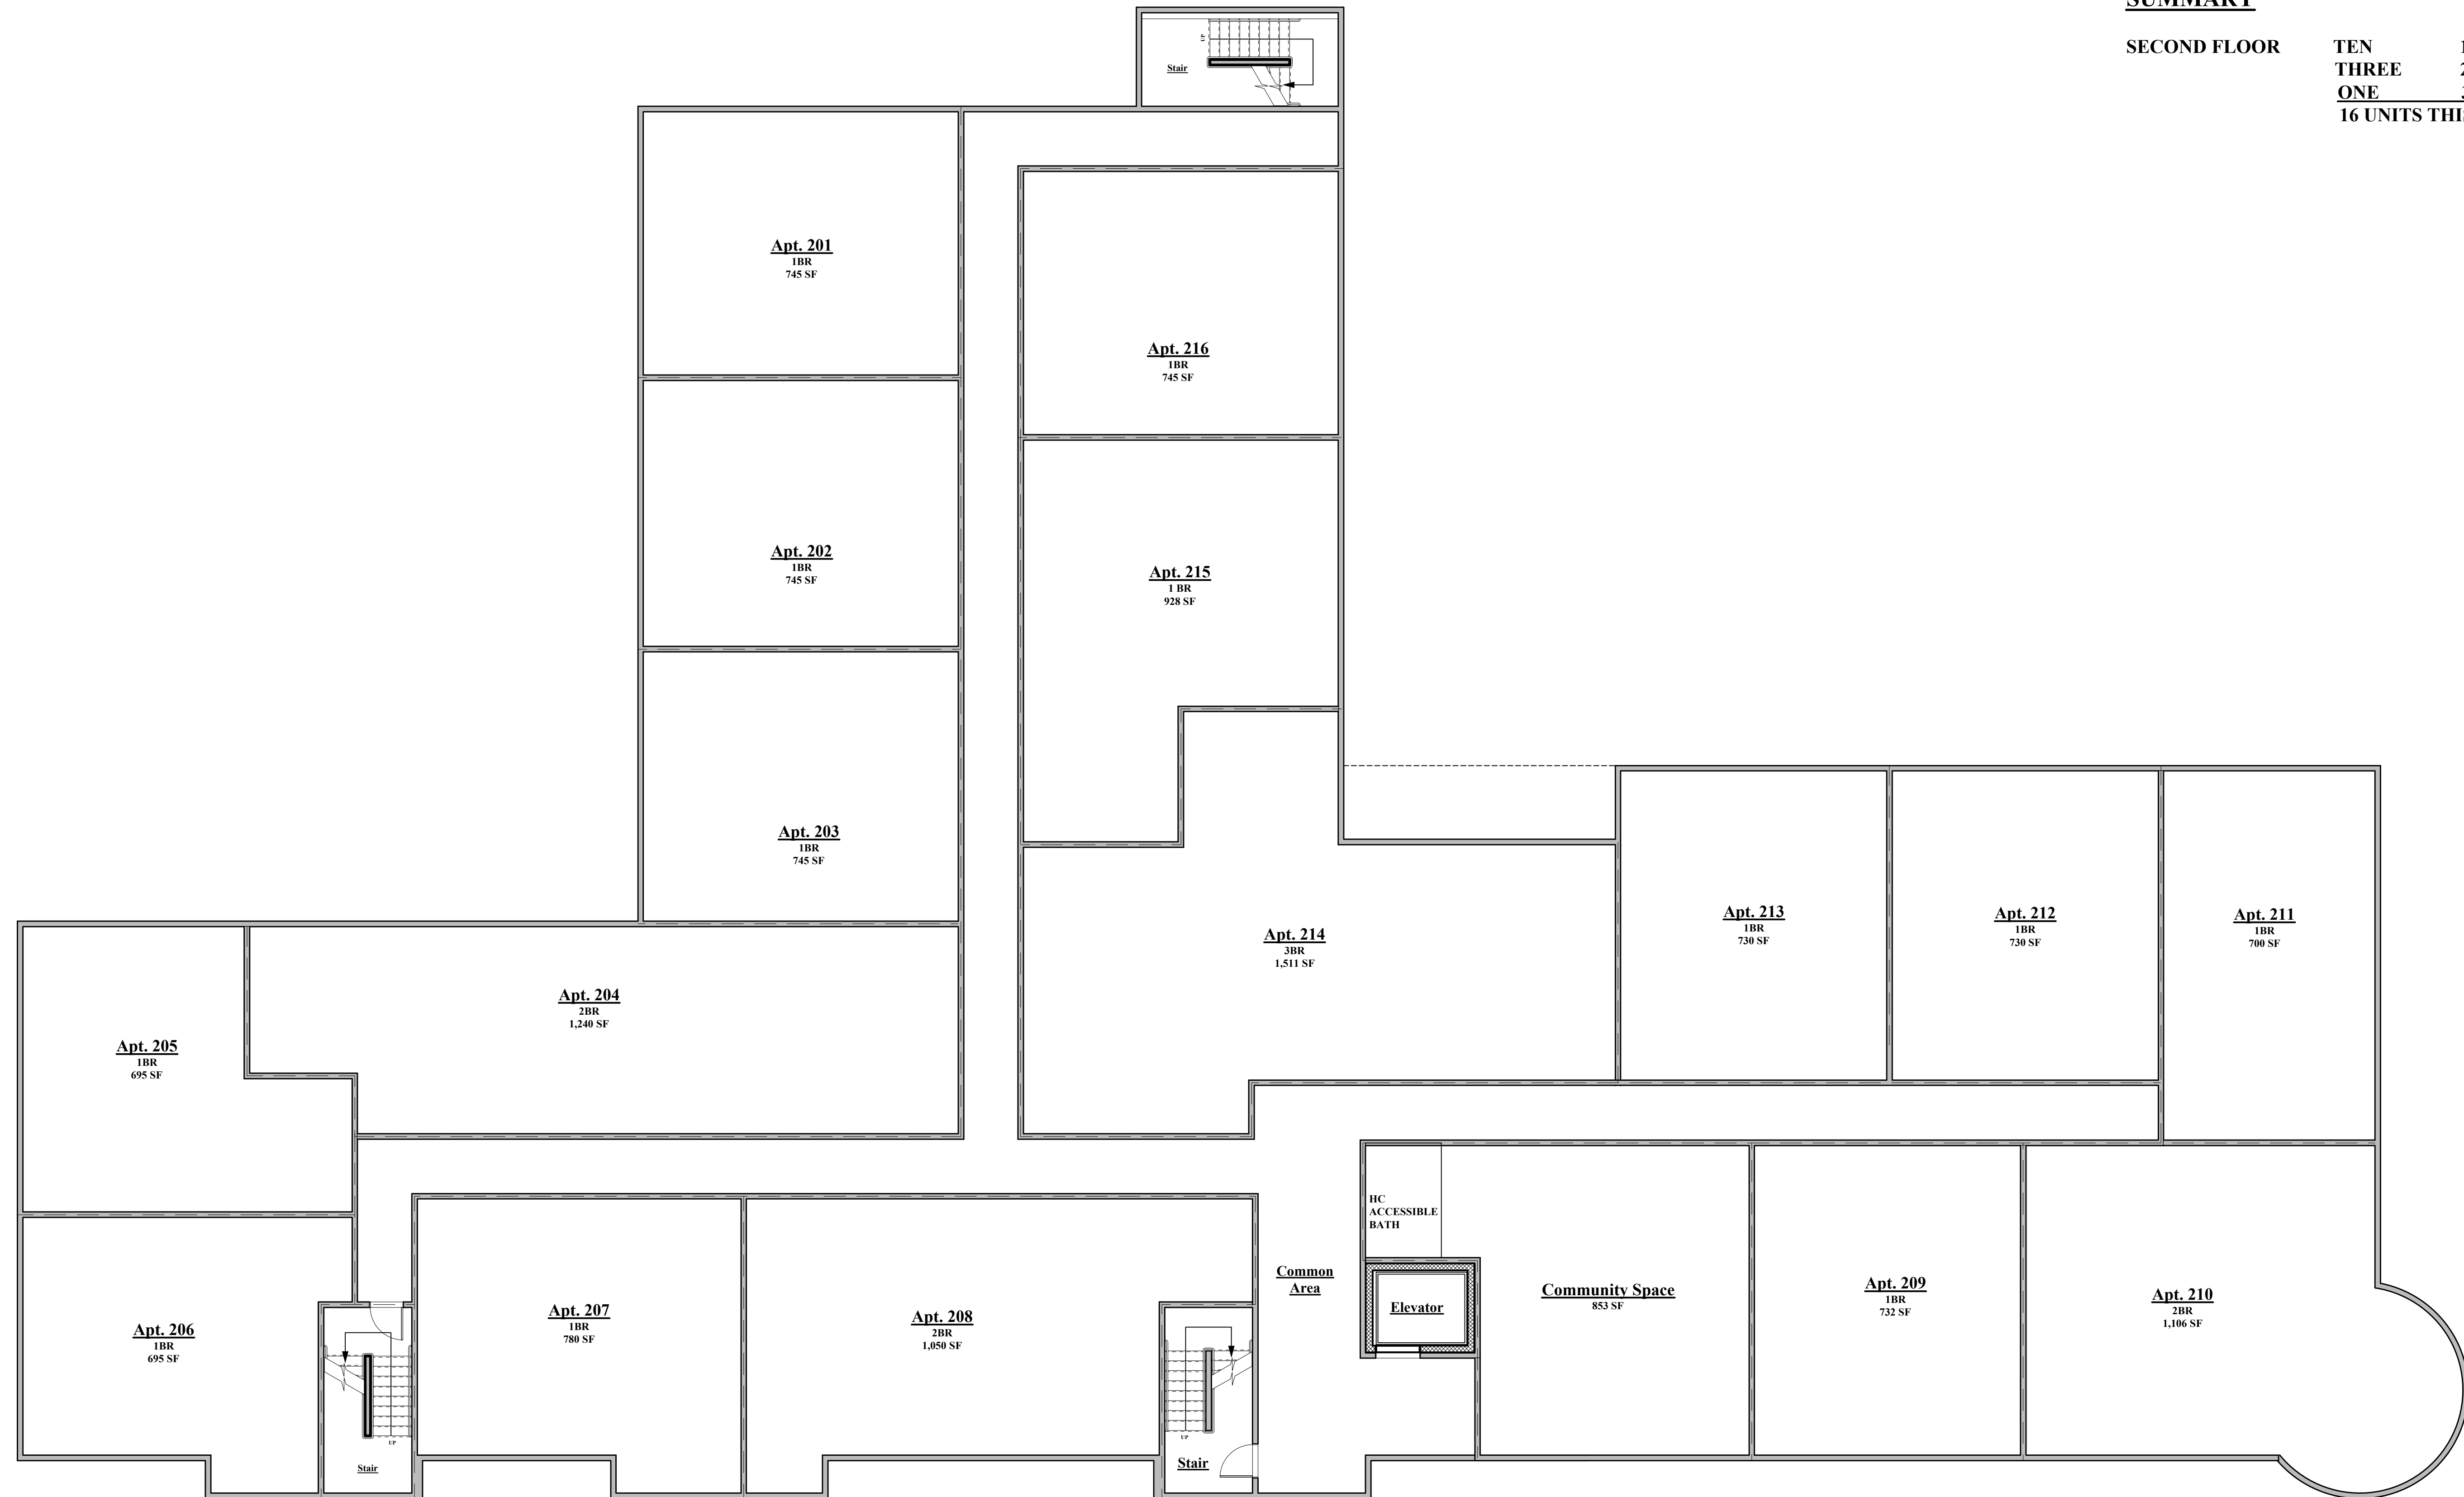 SUMMARY
SECOND FLOOR TEN
THREE
ONE
16 UNITS
UP
Stair
Apt. 201
1BR
745 SF
Apt. 216
1BR
745 SF
Apt. 202
1BR
745 SF
Apt. 215
1 BR
928 SF
Apt. 203
1BR
745 SF
Apt. 204
2BR
1,240 SF
Apt. 205
1BR
695 SF
Apt. 214
3BR
1,511 SF
Apt. 213
1BR
730 SF
Apt. 212
1BR
730 SF
Apt. 211
1BR
700 SF
HC
ACCESSIBLE
BATH
Common
Area
Elevator
Community Space
853 SF
Apt. 209
1BR
732 SF
Apt. 210
2BR
1,106 SF
Apt. 206
1BR
695 SF
UP
Stair
Apt. 207
1BR
780 SF
Apt. 208
2BR
1,050 SF
UP
Stair